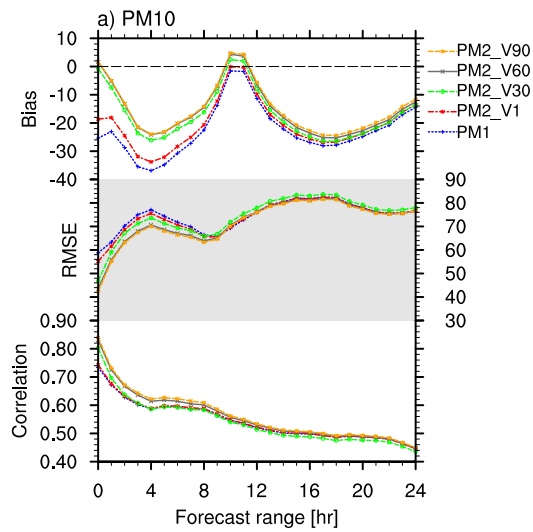 a) PM10
10
0
-10
-20
-30
-40
Bias
PM2_V90
PM2_V60
PM2_V30
PM2_V1
PM1
90
80
70
60
50
40
30
RMSE
0.90
0.80
0.70
0.60
0.50
0.40
Correlation
0 4 8 12 16 20 24
Forecast range [hr]